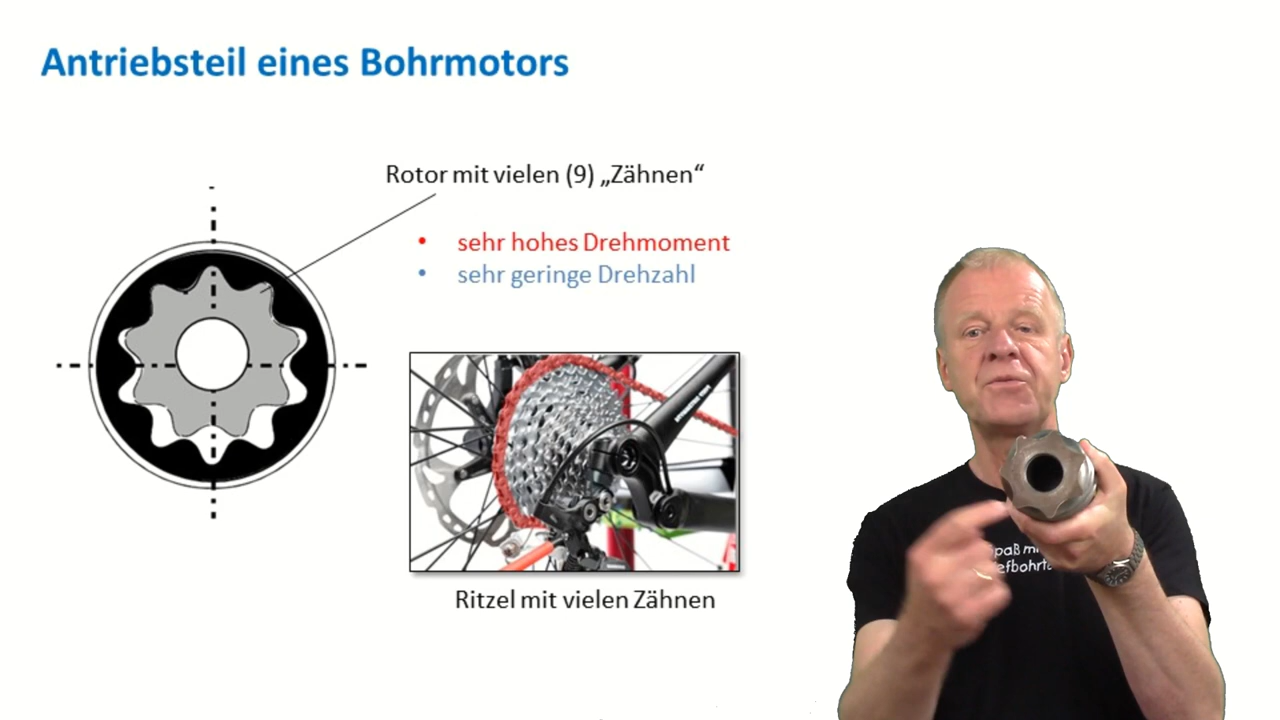 Antriebsteil eines Bohrmotors
Rotor mit vielen (9) „Zähnen“
• sehr hohes Drehmoment
• sehr geringe Drehzahl
Ritzel mit vielen Zähnen